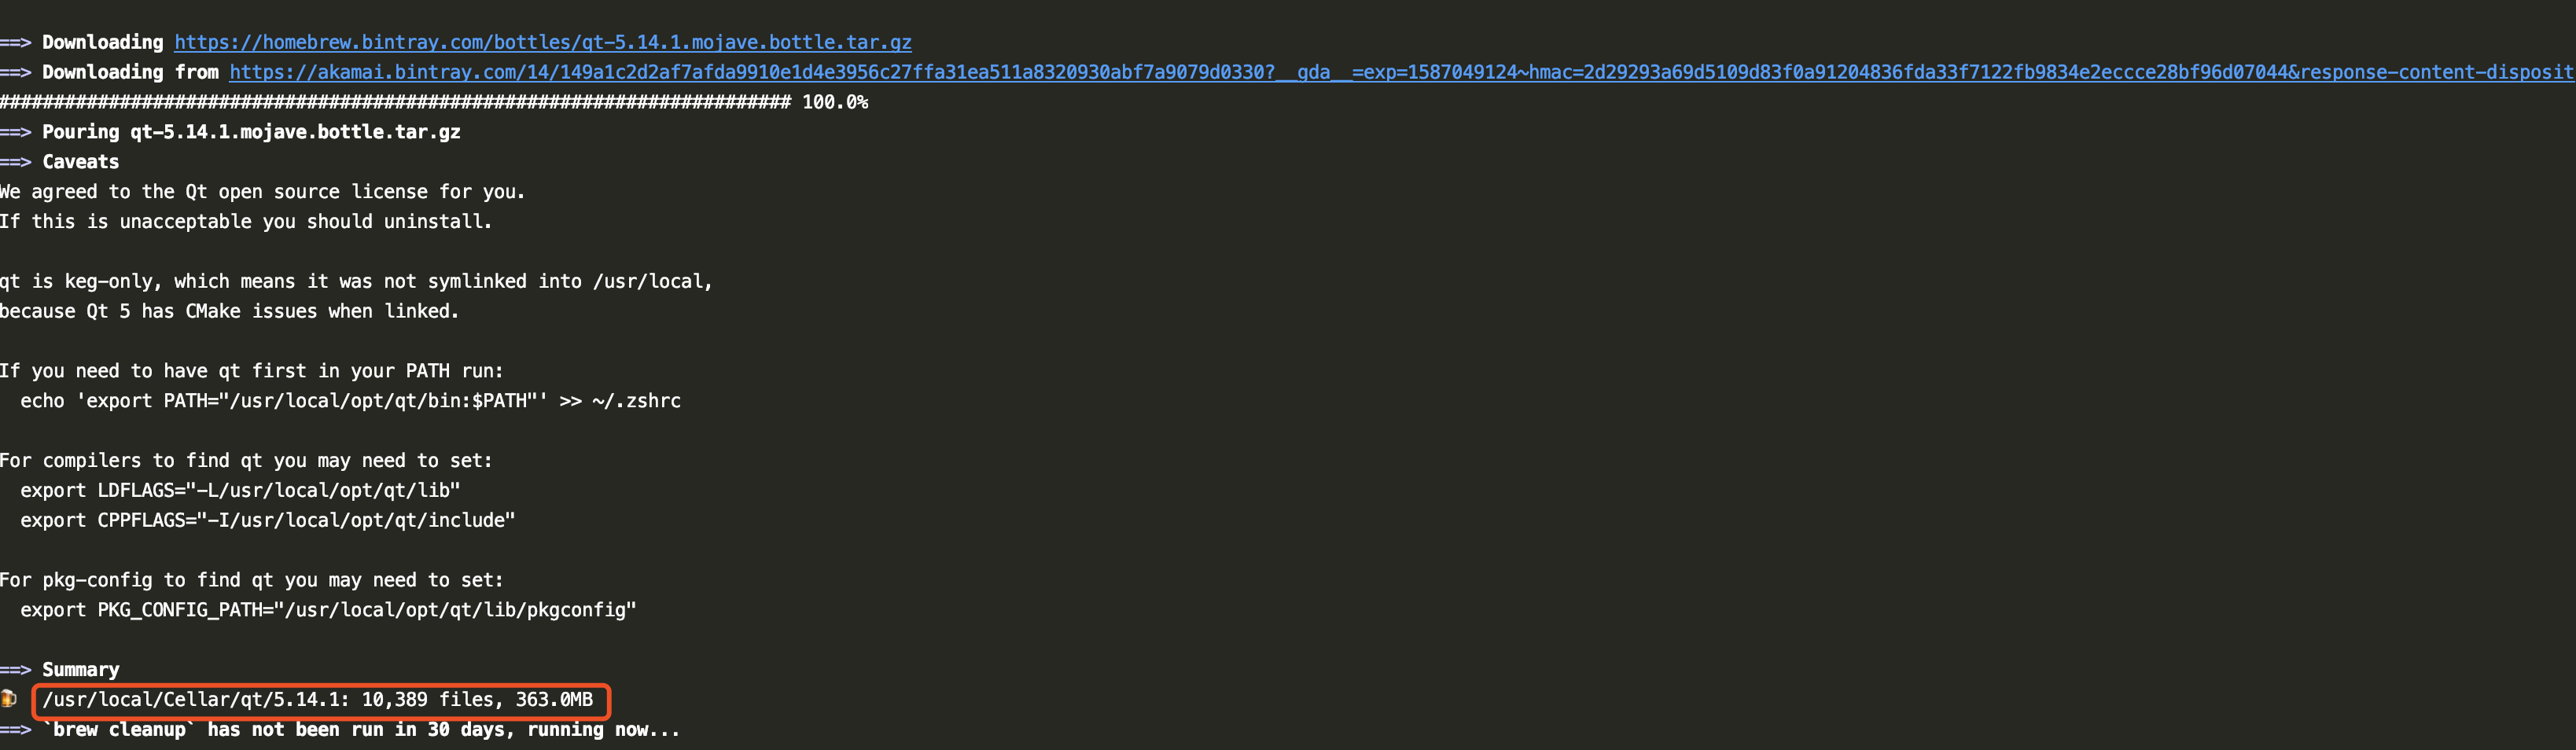 ==> Downloading https://homebrew.bintray.com/bottles/qt-5.14.1.mojave.bottle.tar.gz
==> Downloading from https://akamai.bintray.com/14/149a1c2d2af7afda9910e1d4e3956c27ffa31ea511a8320930abf7a9079d0330?__gda__=exp=1587049124~hmac=2d29293a69d5109d83f0a91204836fda33f7122fb9834e2eccce28bf96d07044&response-content-disposit
######################################################################## 100.0%
==> Pouring qt-5.14.1.mojave.bottle.tar.gz
==> Caveats
We agreed to the Qt open source license for you.
If this is unacceptable you should uninstall.
qt is keg-only, which means it was not symlinked into /usr/local,
because Qt 5 has CMake issues when linked.
If you need to have qt first in your PATH run:
echo 'export PATH="/usr/local/opt/qt/bin:$PATH"' >> ~/.zshrc
For compilers to find qt you may need to set:
export LDFLAGS="-L/usr/local/opt/qt/lib"
export CPPFLAGS="-I/usr/local/opt/qt/include"
For pkg-config to find qt you may need to set:
export PKG_CONFIG_PATH="/usr/local/opt/qt/lib/pkgconfig"
==> Summary
🍺 /usr/local/Cellar/qt/5.14.1: 10,389 files, 363.0MB
==> `brew cleanup` has not been run in 30 days, running now...